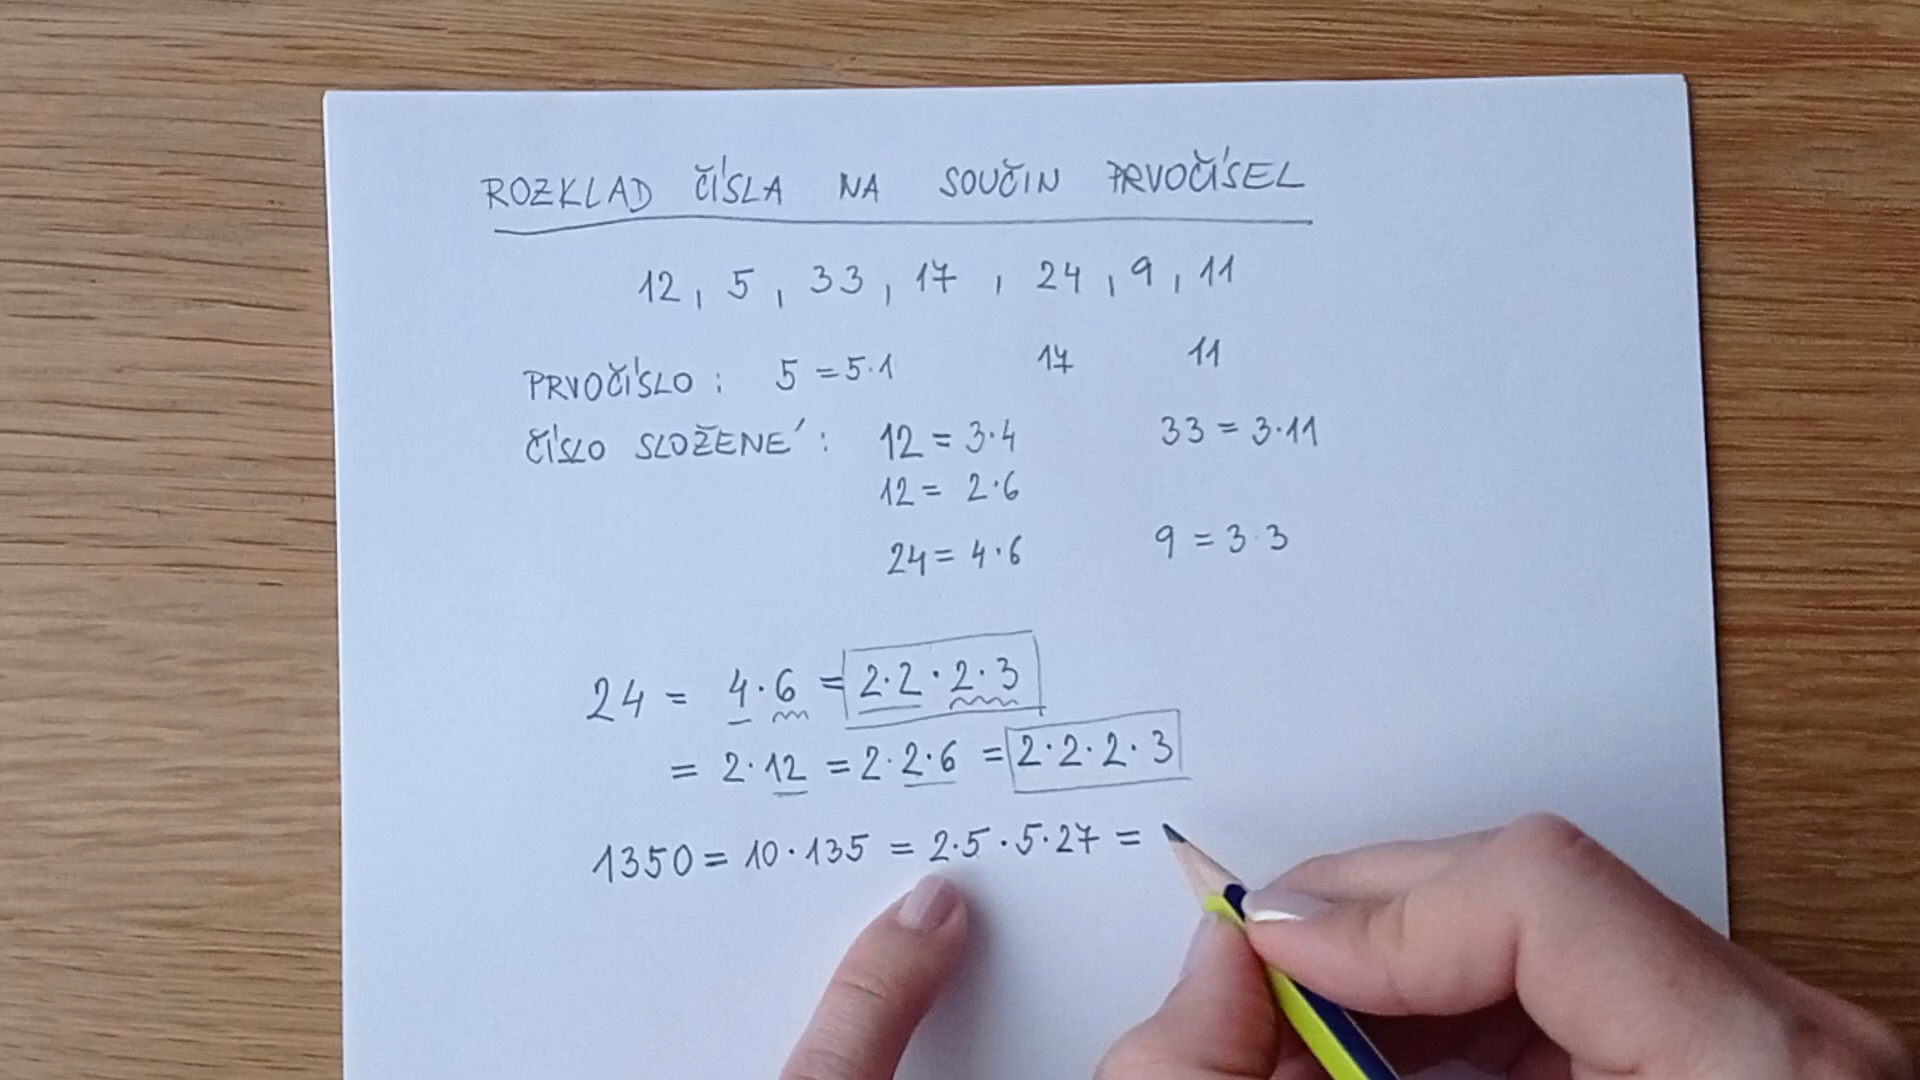 ROZKLAD ČÍSLA NA SOUČIN PRVOČÍSEL
12, 5, 33, 17, 24, 9, 11
PRVOČÍSLO: 5 = 5·1 17 11
ČÍSLO SLOŽENÉ: 12 = 3·4 33 = 3·11
12 = 2·6
24 = 4·6 9 = 3·3
24 = 4·6 = 2·2·2·3
= 2·12 = 2·2·6 = 2·2·2·3
1350 = 10·135 = 2·5·5·27 =